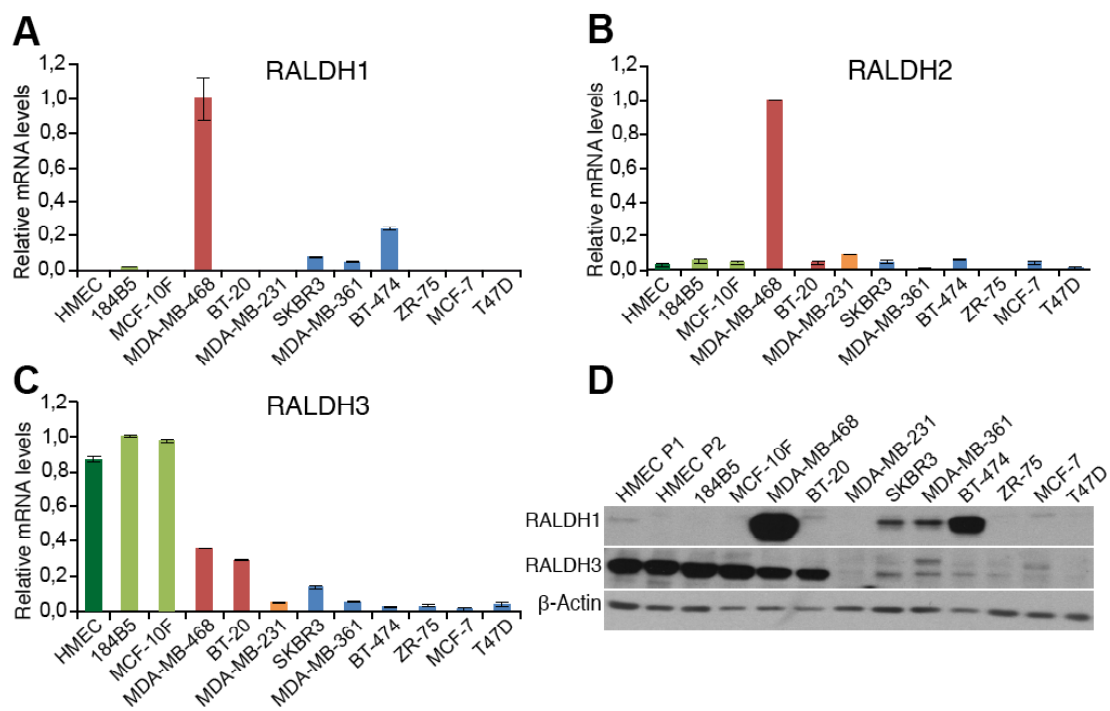 A
RALDH1
Relative mRNA levels
1,2
1,0
0,8
0,6
0,4
0,2
0,0
HMEC
184B5
MCF-10F
MDA-MB-468
BT-20
MDA-MB-231
SKBR3
MDA-MB-361
BT-474
ZR-75
MCF-7
T47D
B
RALDH2
Relative mRNA levels
1,2
1,0
0,8
0,6
0,4
0,2
0,0
HMEC
184B5
MCF-10F
MDA-MB-468
BT-20
MDA-MB-231
SKBR3
MDA-MB-361
BT-474
ZR-75
MCF-7
T47D
C
RALDH3
Relative mRNA levels
1,2
1,0
0,8
0,6
0,4
0,2
0,0
HMEC
184B5
MCF-10F
MDA-MB-468
BT-20
MDA-MB-231
SKBR3
MDA-MB-361
BT-474
ZR-75
MCF-7
T47D
D
HMEC P1
HMEC P2
184B5
MCF-10F
MDA-MB-468
BT-20
MDA-MB-231
SKBR3
MDA-MB-361
BT-474
ZR-75
MCF-7
T47D
RALDH1
RALDH3
β-Actin